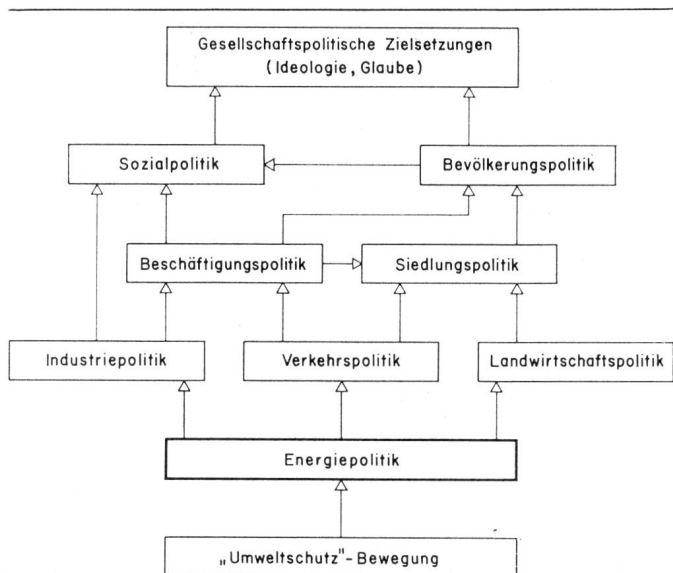 Gesellschaftspolitische Zielsetzungen
(Ideologie, Glaube)
Sozialpolitik
Bevölkerungspolitik
Beschäftigungspolitik
Siedlungspolitik
Industriepolitik
Verkehrspolitik
Landwirtschaftspolitik
Energiepolitik
„Umweltschutz"-Bewegung